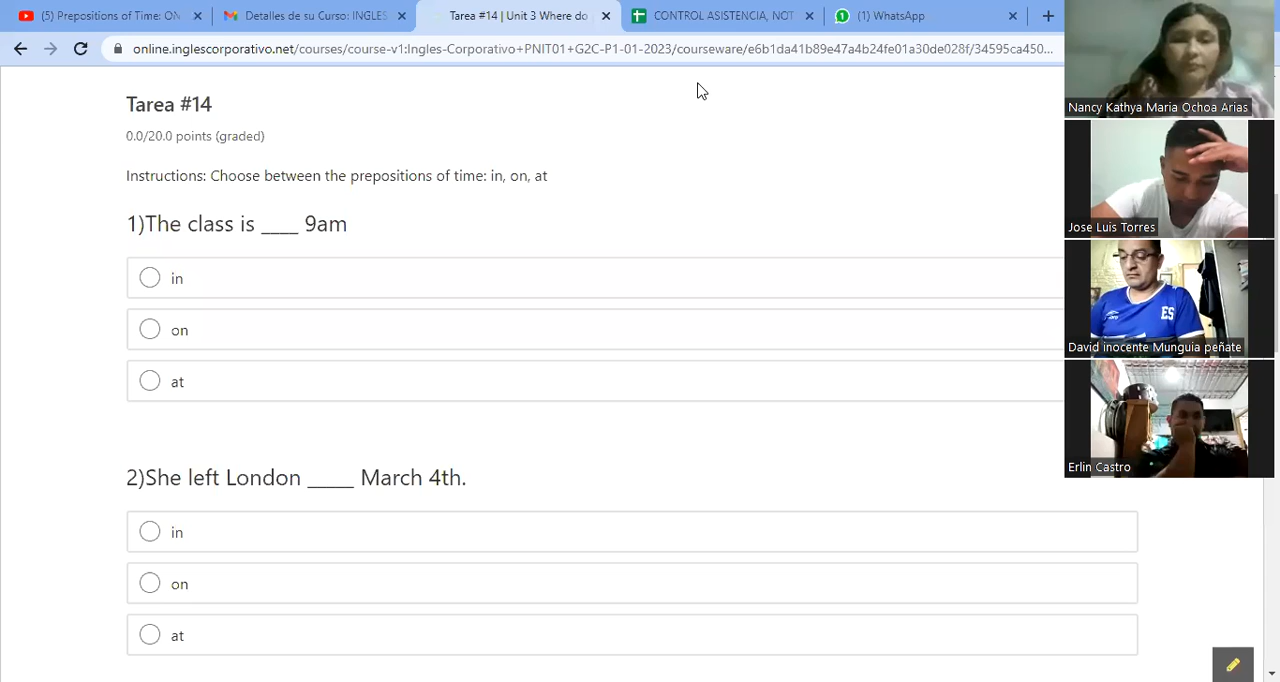 (5) Prepositions of Time: ON
Detalles de su Curso: INGLES
Tarea #14 | Unit 3 Where do
CONTROL ASISTENCIA, NOT
(1) WhatsApp
online.inglescorporativo.net/courses/course-v1:Ingles-Corporativo+PNIT01+G2C-P1-01-2023/courseware/e6b1da41b89e47a4b24fe01a30de028f/34595ca450...
Tarea #14
0.0/20.0 points (graded)
Instructions: Choose between the prepositions of time: in, on, at
1)The class is ____ 9am
in
on
at
2)She left London _____ March 4th.
in
on
at
Nancy Kathya Maria Ochoa Arias
Jose Luis Torres
ES
David inocente Munguia peñate
Erlin Castro